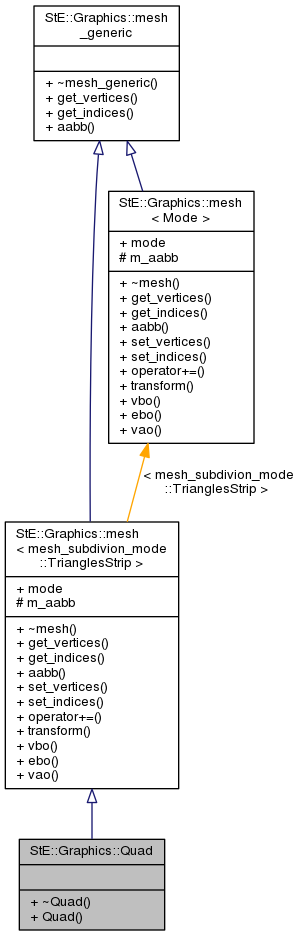 StE::Graphics::mesh
_generic
+ ~mesh_generic()
+ get_vertices()
+ get_indices()
+ aabb()
StE::Graphics::mesh
< Mode >
+ mode
# m_aabb
+ ~mesh()
+ get_vertices()
+ get_indices()
+ aabb()
+ set_vertices()
+ set_indices()
+ operator+=()
+ transform()
+ vbo()
+ ebo()
+ vao()
< mesh_subdivion_mode
::TrianglesStrip >
StE::Graphics::mesh
< mesh_subdivion_mode
::TrianglesStrip >
+ mode
# m_aabb
+ ~mesh()
+ get_vertices()
+ get_indices()
+ aabb()
+ set_vertices()
+ set_indices()
+ operator+=()
+ transform()
+ vbo()
+ ebo()
+ vao()
StE::Graphics::Quad
+ ~Quad()
+ Quad()